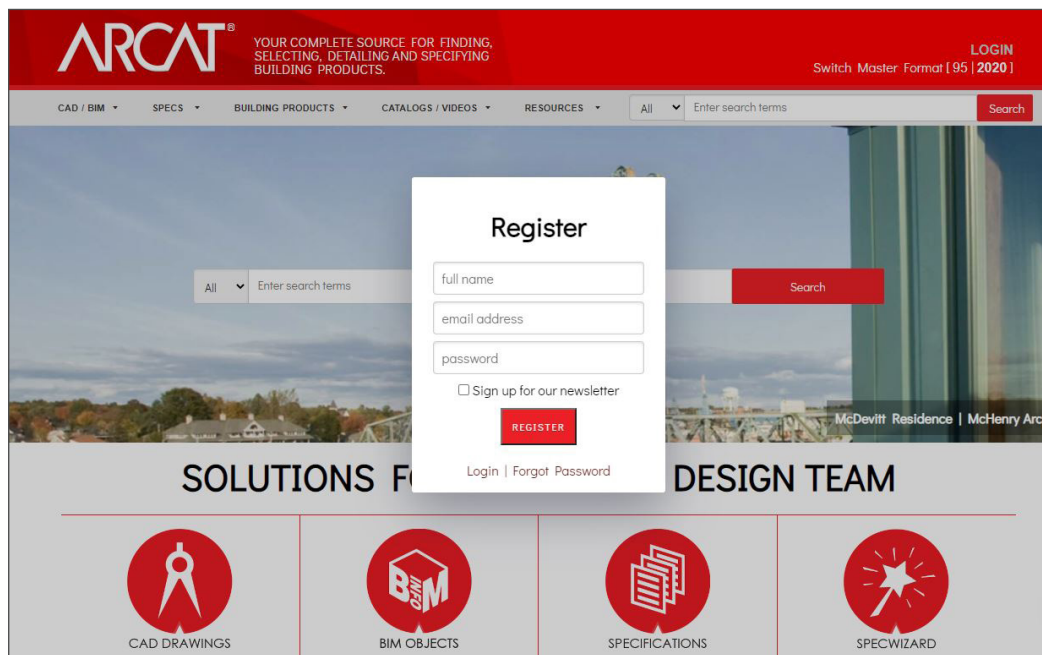 ARCAT®
YOUR COMPLETE SOURCE FOR FINDING,
SELECTING, DETAILING AND SPECIFYING
BUILDING PRODUCTS.
LOGIN
Switch Master Format [ 95 | 2020 ]
CAD / BIM SPECS BUILDING PRODUCTS CATALOGS / VIDEOS RESOURCES All Enter search terms Search
Register
full name
All Enter search terms Search
email address
password
Sign up for our newsletter
McDevitt Residence | McHenry Arc
REGISTER
Login | Forgot Password
SOLUTIONS F DESIGN TEAM
BIM INFO
CAD DRAWINGS BIM OBJECTS SPECIFICATIONS SPECWIZARD